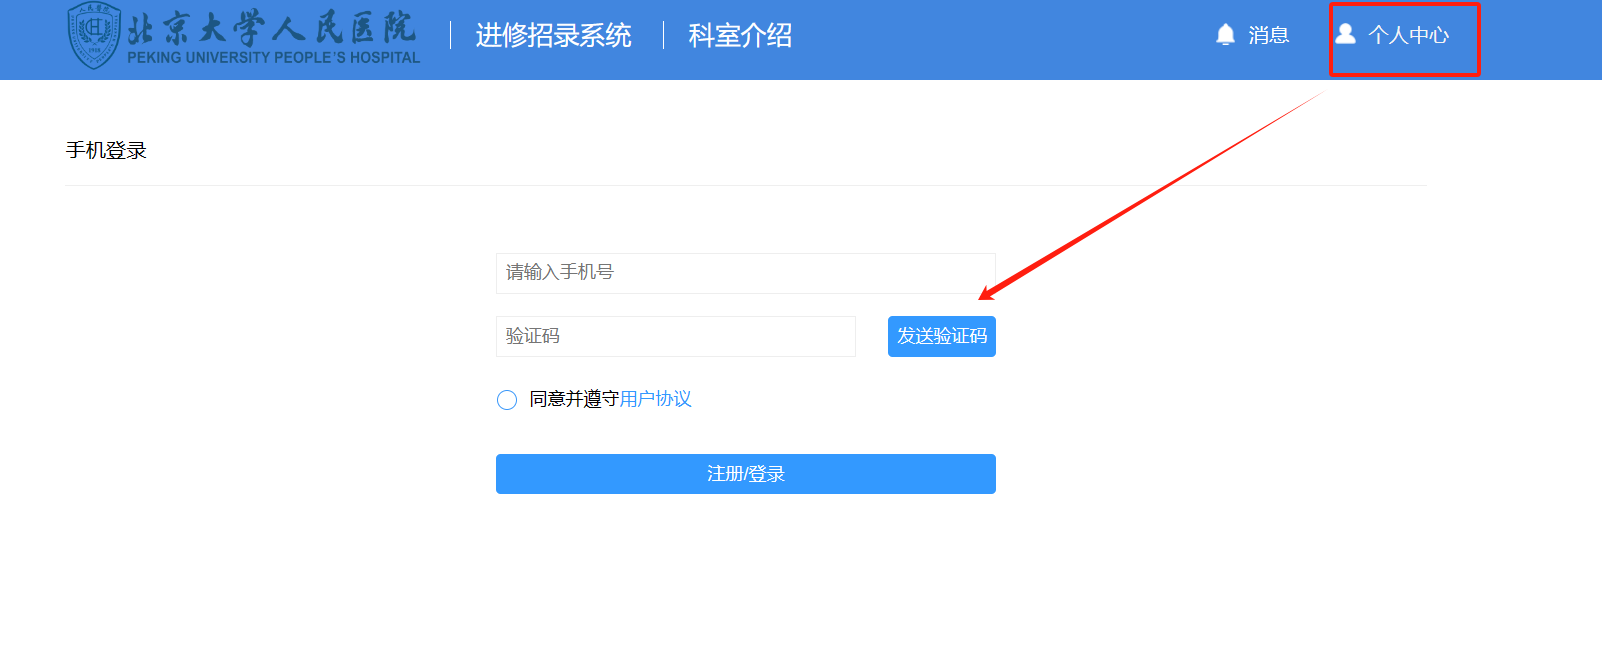 北京大学人民医院
PEKING UNIVERSITY PEOPLE'S HOSPITAL
进修招录系统
科室介绍
消息
个人中心
手机登录
请输入手机号
验证码
发送验证码
同意并遵守用户协议
注册/登录